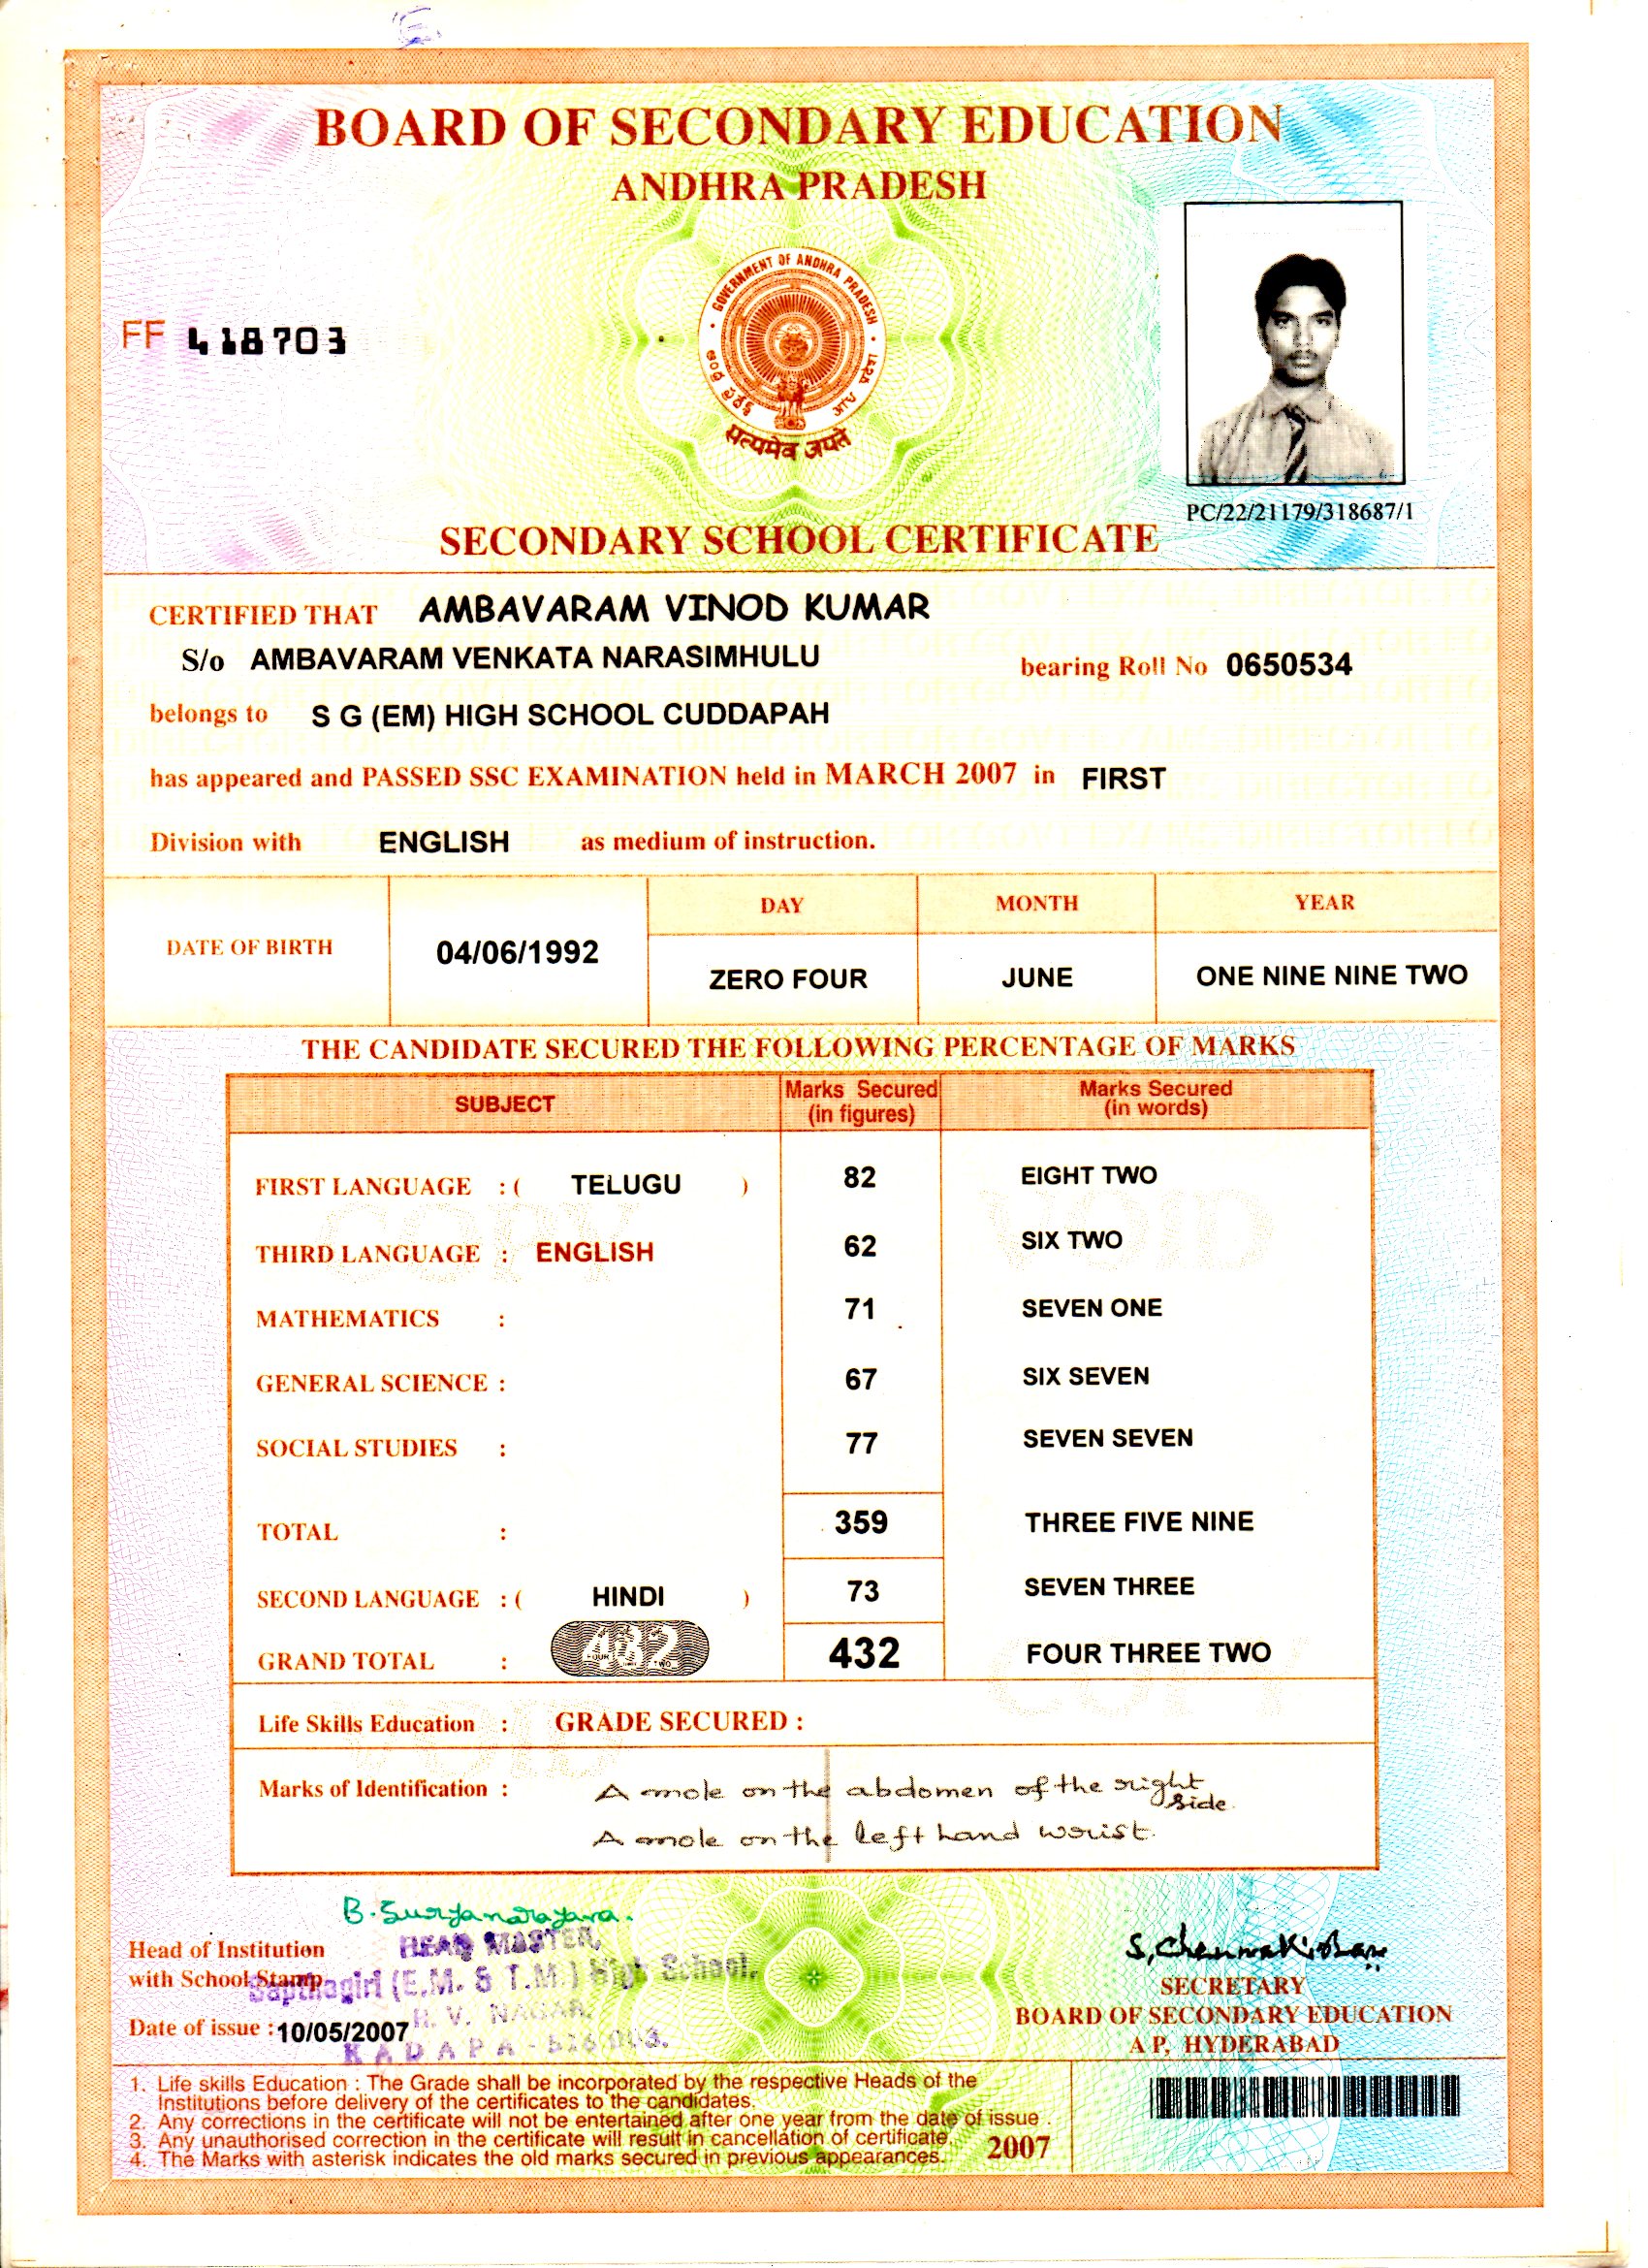 BOARD OF SECONDARY EDUCATION
ANDHRA PRADESH
GOVERNMENT OF ANDHRA PRADESH
सत्यमेव जयते
FF 418703
PC/22/21179/318687/1
SECONDARY SCHOOL CERTIFICATE
CERTIFIED THAT AMBAVARAM VINOD KUMAR
S/o AMBAVARAM VENKATA NARASIMHULU bearing Roll No 0650534
belongs to S G (EM) HIGH SCHOOL CUDDAPAH
has appeared and PASSED SSC EXAMINATION held in MARCH 2007 in FIRST
Division with ENGLISH as medium of instruction.
DAY MONTH YEAR
DATE OF BIRTH 04/06/1992 ZERO FOUR JUNE ONE NINE NINE TWO
THE CANDIDATE SECURED THE FOLLOWING PERCENTAGE OF MARKS
SUBJECT Marks Secured (in figures) Marks Secured (in words)
FIRST LANGUAGE : ( TELUGU ) 82 EIGHT TWO
THIRD LANGUAGE : ENGLISH 62 SIX TWO
MATHEMATICS : 71 SEVEN ONE
GENERAL SCIENCE : 67 SIX SEVEN
SOCIAL STUDIES : 77 SEVEN SEVEN
TOTAL : 359 THREE FIVE NINE
SECOND LANGUAGE : ( HINDI ) 73 SEVEN THREE
GRAND TOTAL : 432 432 FOUR THREE TWO
Life Skills Education : GRADE SECURED :
Marks of Identification : A mole on the abdomen of the right side.
A mole on the left hand wrist.
B. Suryanarayana.
Head of Institution HEAD MASTER,
with School Stamp Sapthagiri (E.M. & T.M.) High School.
R. V. NAGAR,
Date of issue : 10/05/2007
KADAPA - 516 003.
SECRETARY
BOARD OF SECONDARY EDUCATION
A P, HYDERABAD
1. Life skills Education : The Grade shall be incorporated by the respective Heads of the
Institutions before delivery of the certificates to the candidates.
2. Any corrections in the certificate will not be entertained after one year from the date of issue .
3. Any unauthorised correction in the certificate will result in cancellation of certificate.
4. The Marks with asterisk indicates the old marks secured in previous appearances.
2007